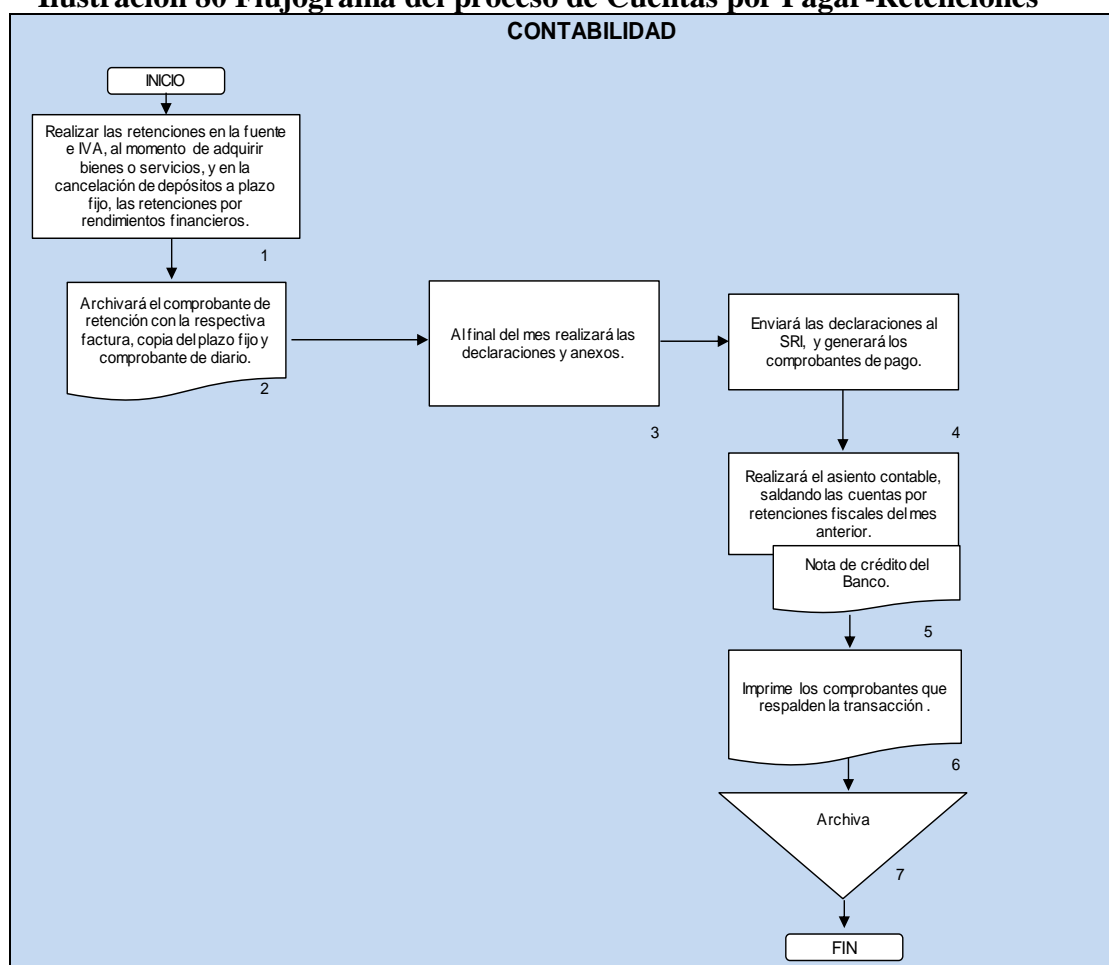 Ilustración 80 Flujograma del proceso de Cuentas por Pagar-Retenciones
CONTABILIDAD
INICIO
Realizar las retenciones en la fuente
e IVA, al momento de adquirir
bienes o servicios, y en la
cancelación de depósitos a plazo
fijo, las retenciones por
rendimientos financieros.
1
Archivará el comprobante de
retención con la respectiva
factura, copia del plazo fijo y
comprobante de diario.
2
Al final del mes realizará las
declaraciones y anexos.
3
Enviará las declaraciones al
SRI, y generará los
comprobantes de pago.
4
Realizará el asiento contable,
saldando las cuentas por
retenciones fiscales del mes
anterior.
Nota de crédito del
Banco.
5
Imprime los comprobantes que
respalden la transacción .
6
Archiva
7
FIN